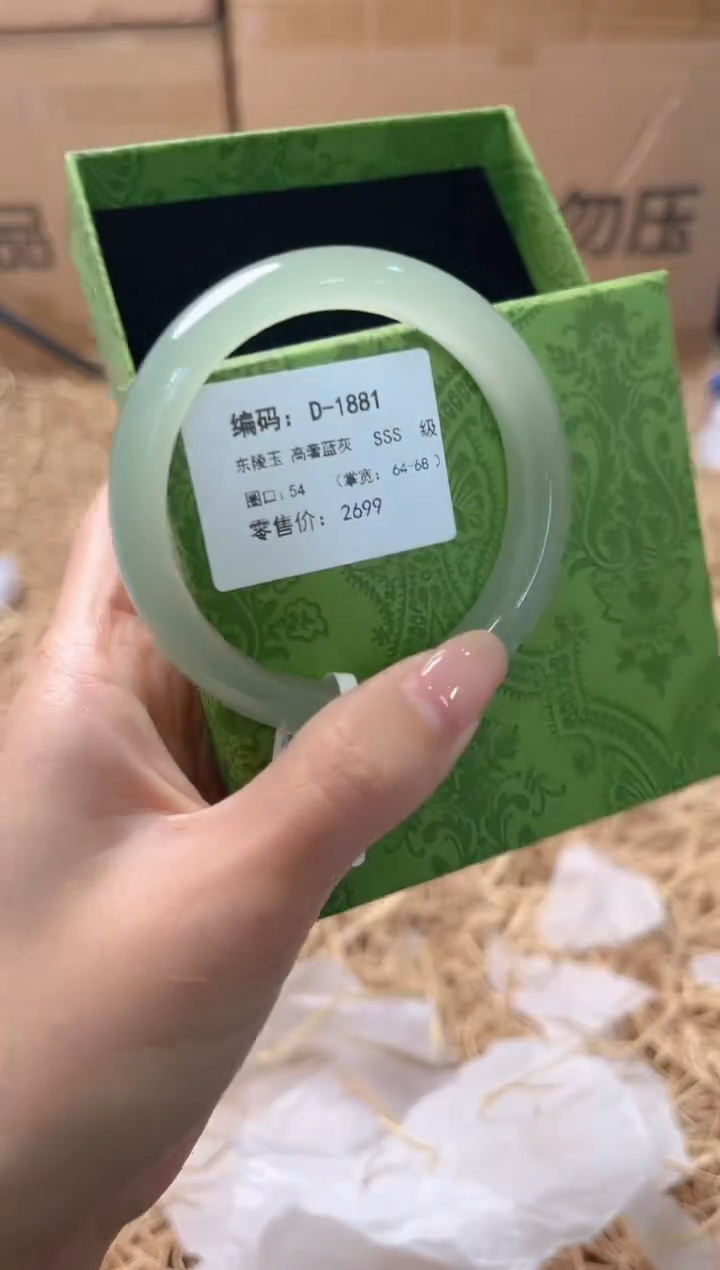 品
勿压
编码：D-1881
东陵玉 高奢蓝灰 SSS 级
圈口：54 （掌宽：64-68）
零售价：2699